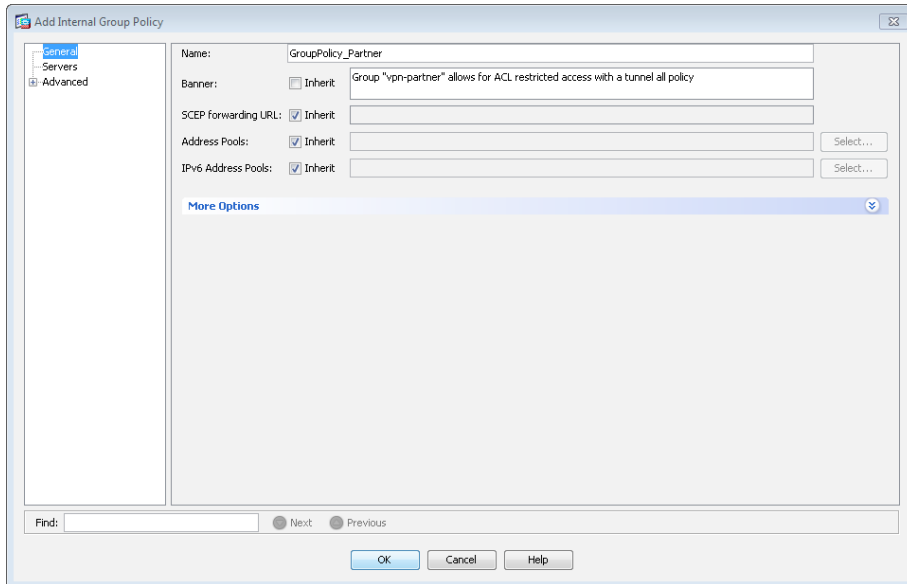 Add Internal Group Policy
General
Servers
Advanced
Name: GroupPolicy_Partner
Banner: Inherit Group "vpn-partner" allows for ACL restricted access with a tunnel all policy
SCEP forwarding URL: Inherit
Address Pools: Inherit Select...
IPv6 Address Pools: Inherit Select...
More Options
Find: Next Previous
OK Cancel Help